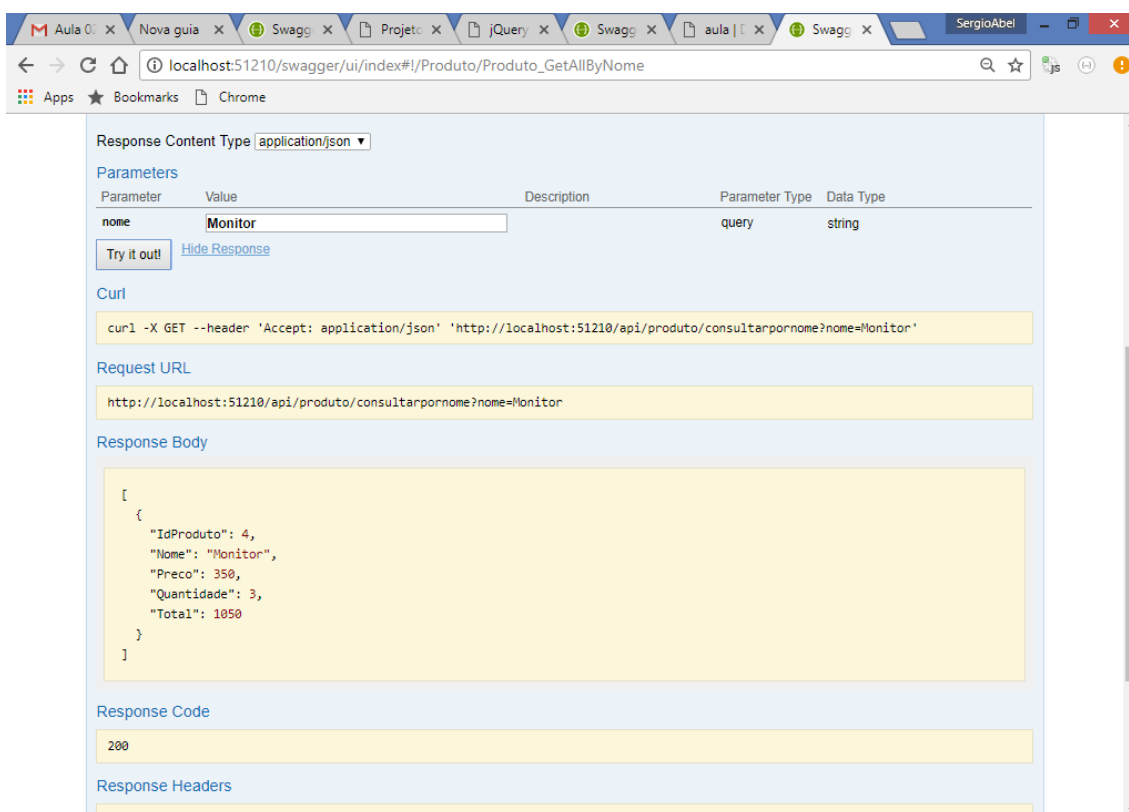 Aula 0
Nova guia
Swagg
Projeto
jQuery
Swagg
aula | D
Swagg
SergioAbel
localhost:51210/swagger/ui/index#!/Produto/Produto_GetAllByNome
js
Apps Bookmarks Chrome
Response Content Type application/json
Parameters
Parameter Value Description Parameter Type Data Type
nome Monitor query string
Try it out! Hide Response
Curl
curl -X GET --header 'Accept: application/json' 'http://localhost:51210/api/produto/consultarpornome?nome=Monitor'
Request URL
http://localhost:51210/api/produto/consultarpornome?nome=Monitor
Response Body
[
{
"IdProduto": 4,
"Nome": "Monitor",
"Preco": 350,
"Quantidade": 3,
"Total": 1050
}
]
Response Code
200
Response Headers